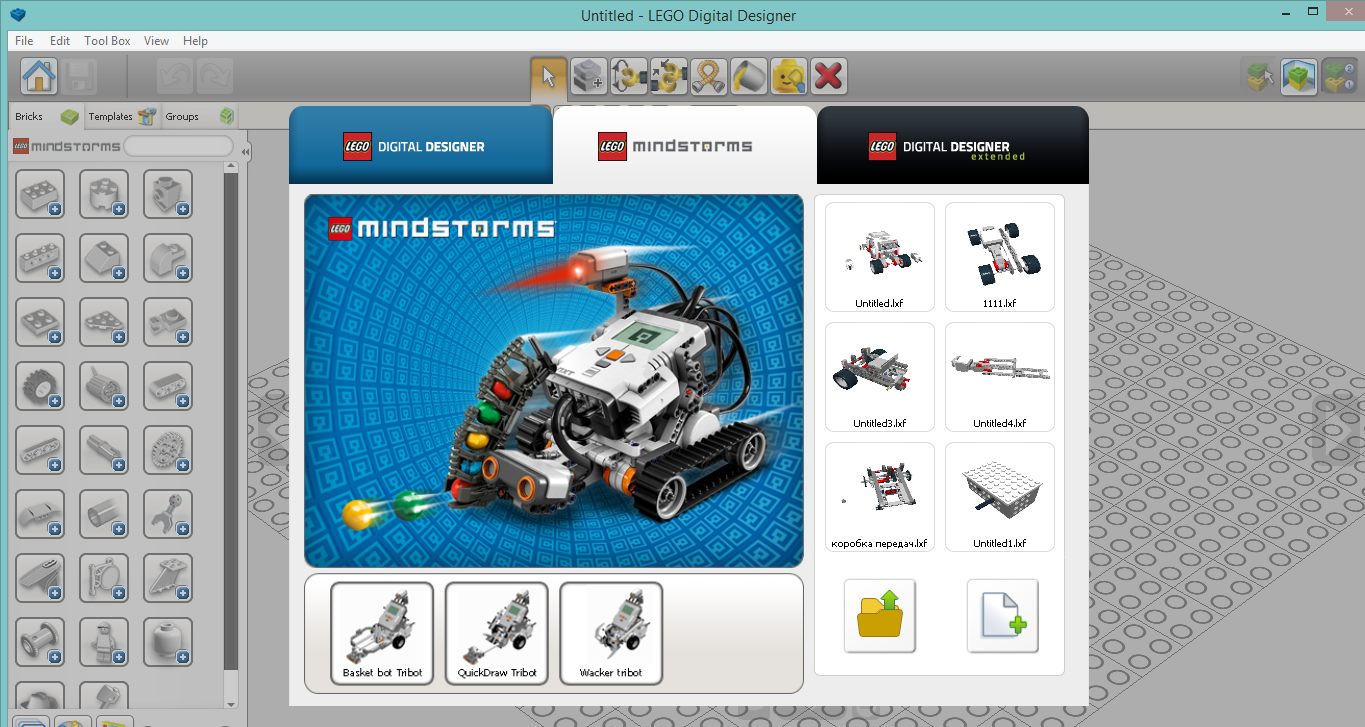 Untitled - LEGO Digital Designer
File Edit Tool Box View Help
Bricks Templates Groups
LEGO mindstorms
LEGO DIGITAL DESIGNER
LEGO mindstorms
LEGO DIGITAL DESIGNER
extended
LEGO mindstorms
NXT
Untitled.lxf
1111.lxf
Untitled3.lxf
Untitled4.lxf
коробка передач.lxf
Untitled1.lxf
Basket bot Tribot
QuickDraw Tribot
Wacker tribot